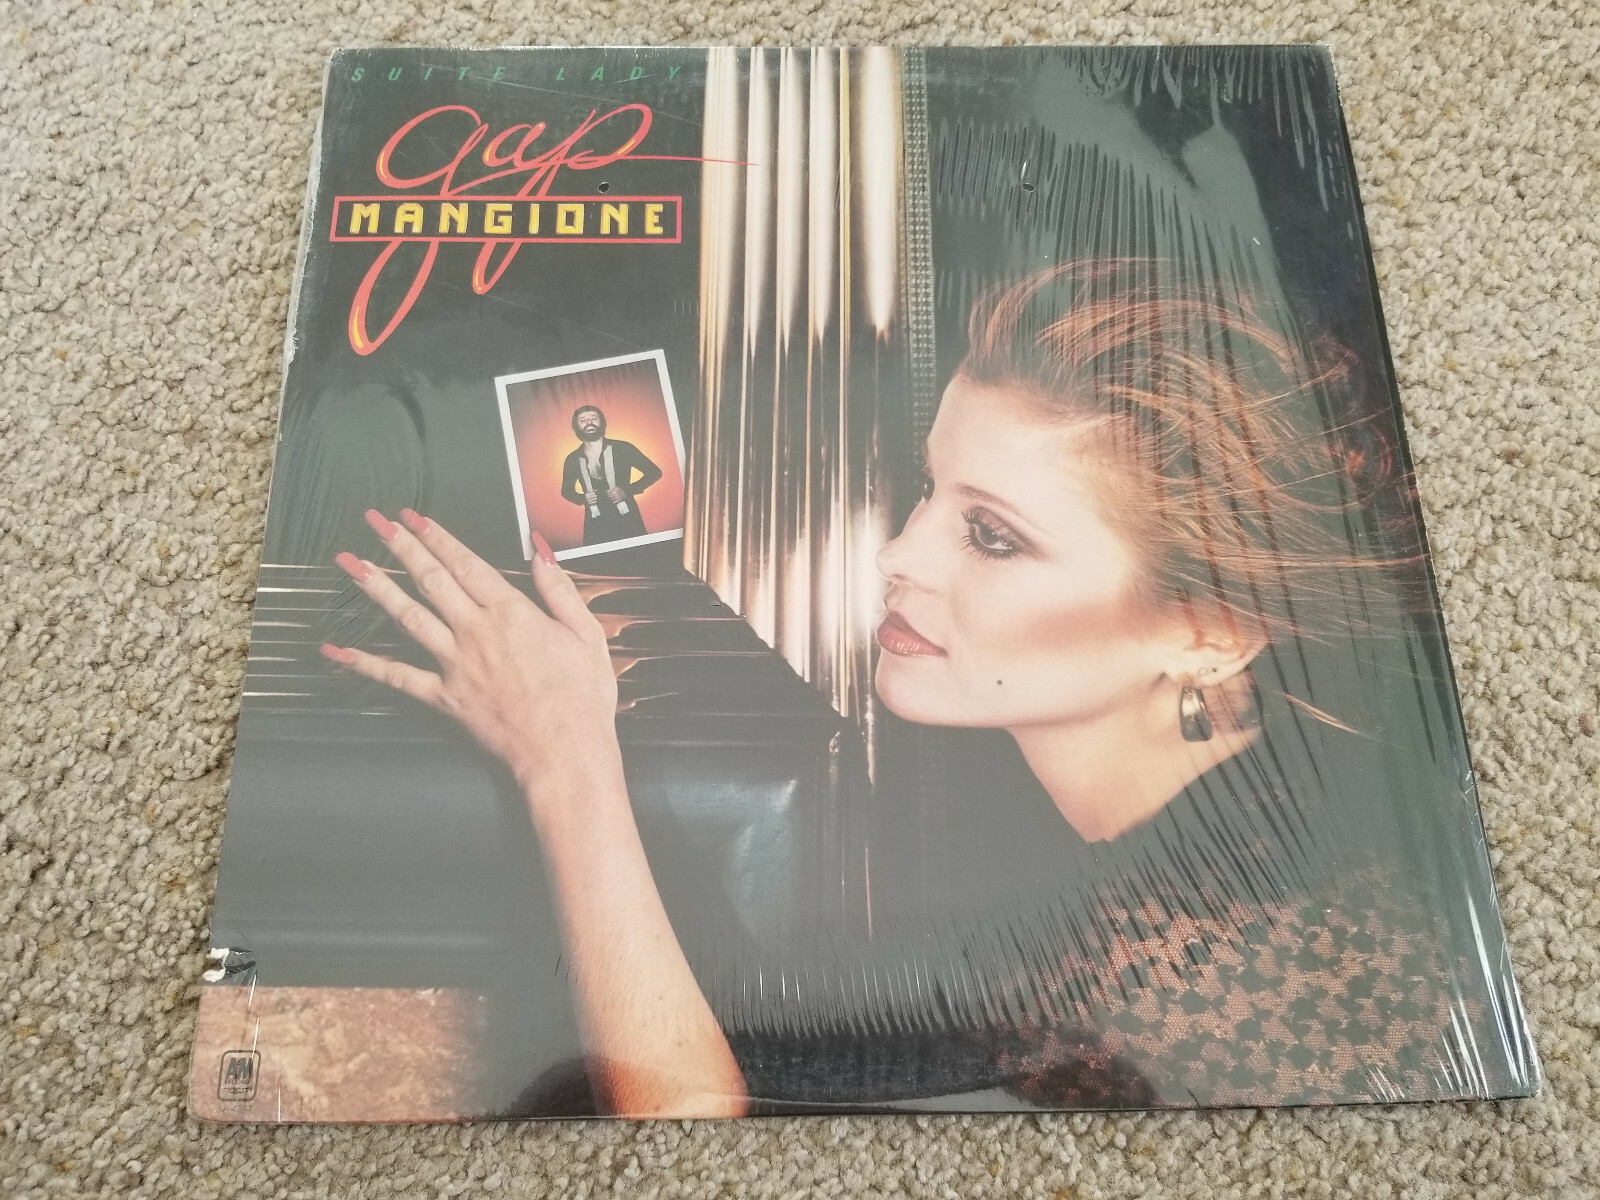 SUITE LADY
gap
MANGIONE
A&M